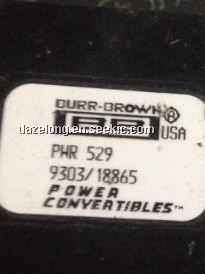 BURR-BROWN®
BB
USA
dazelong.en.seekic.com
PWR 529
9303/18865
POWER
CONVERTIBLES™